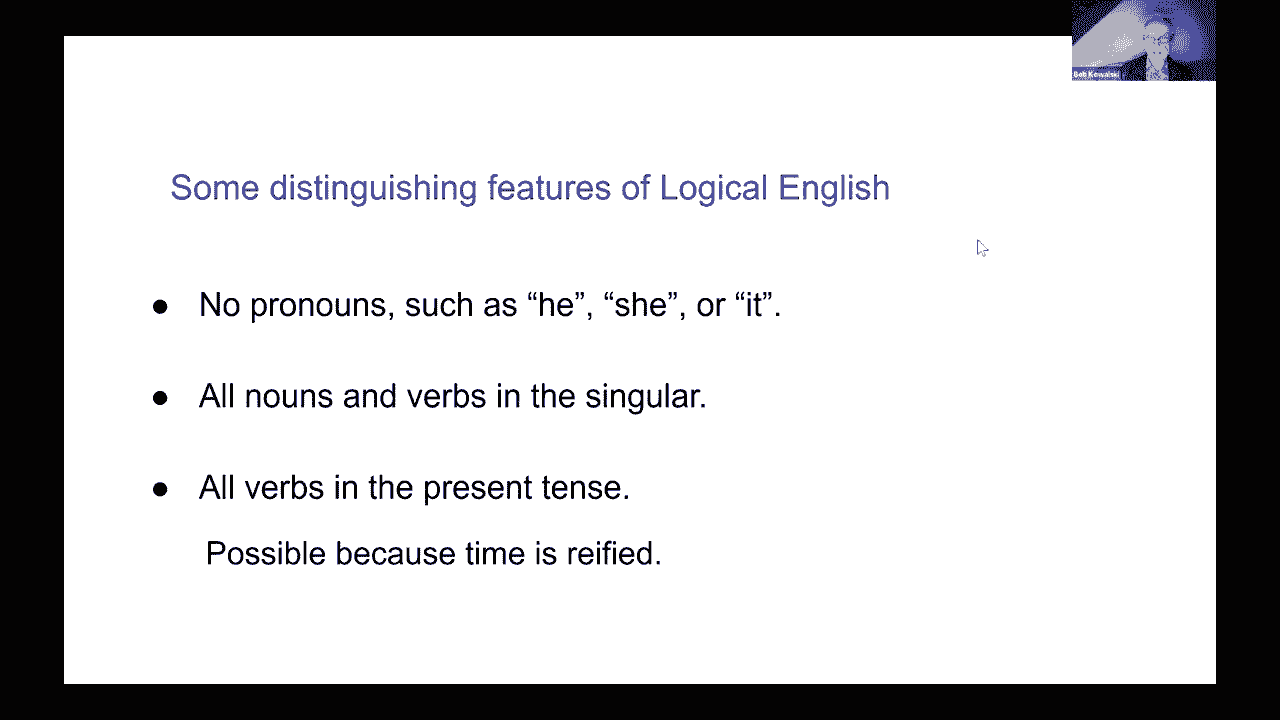 Bob Kowalski
Some distinguishing features of Logical English
● No pronouns, such as “he”, “she”, or “it”.
● All nouns and verbs in the singular.
● All verbs in the present tense.
Possible because time is reified.